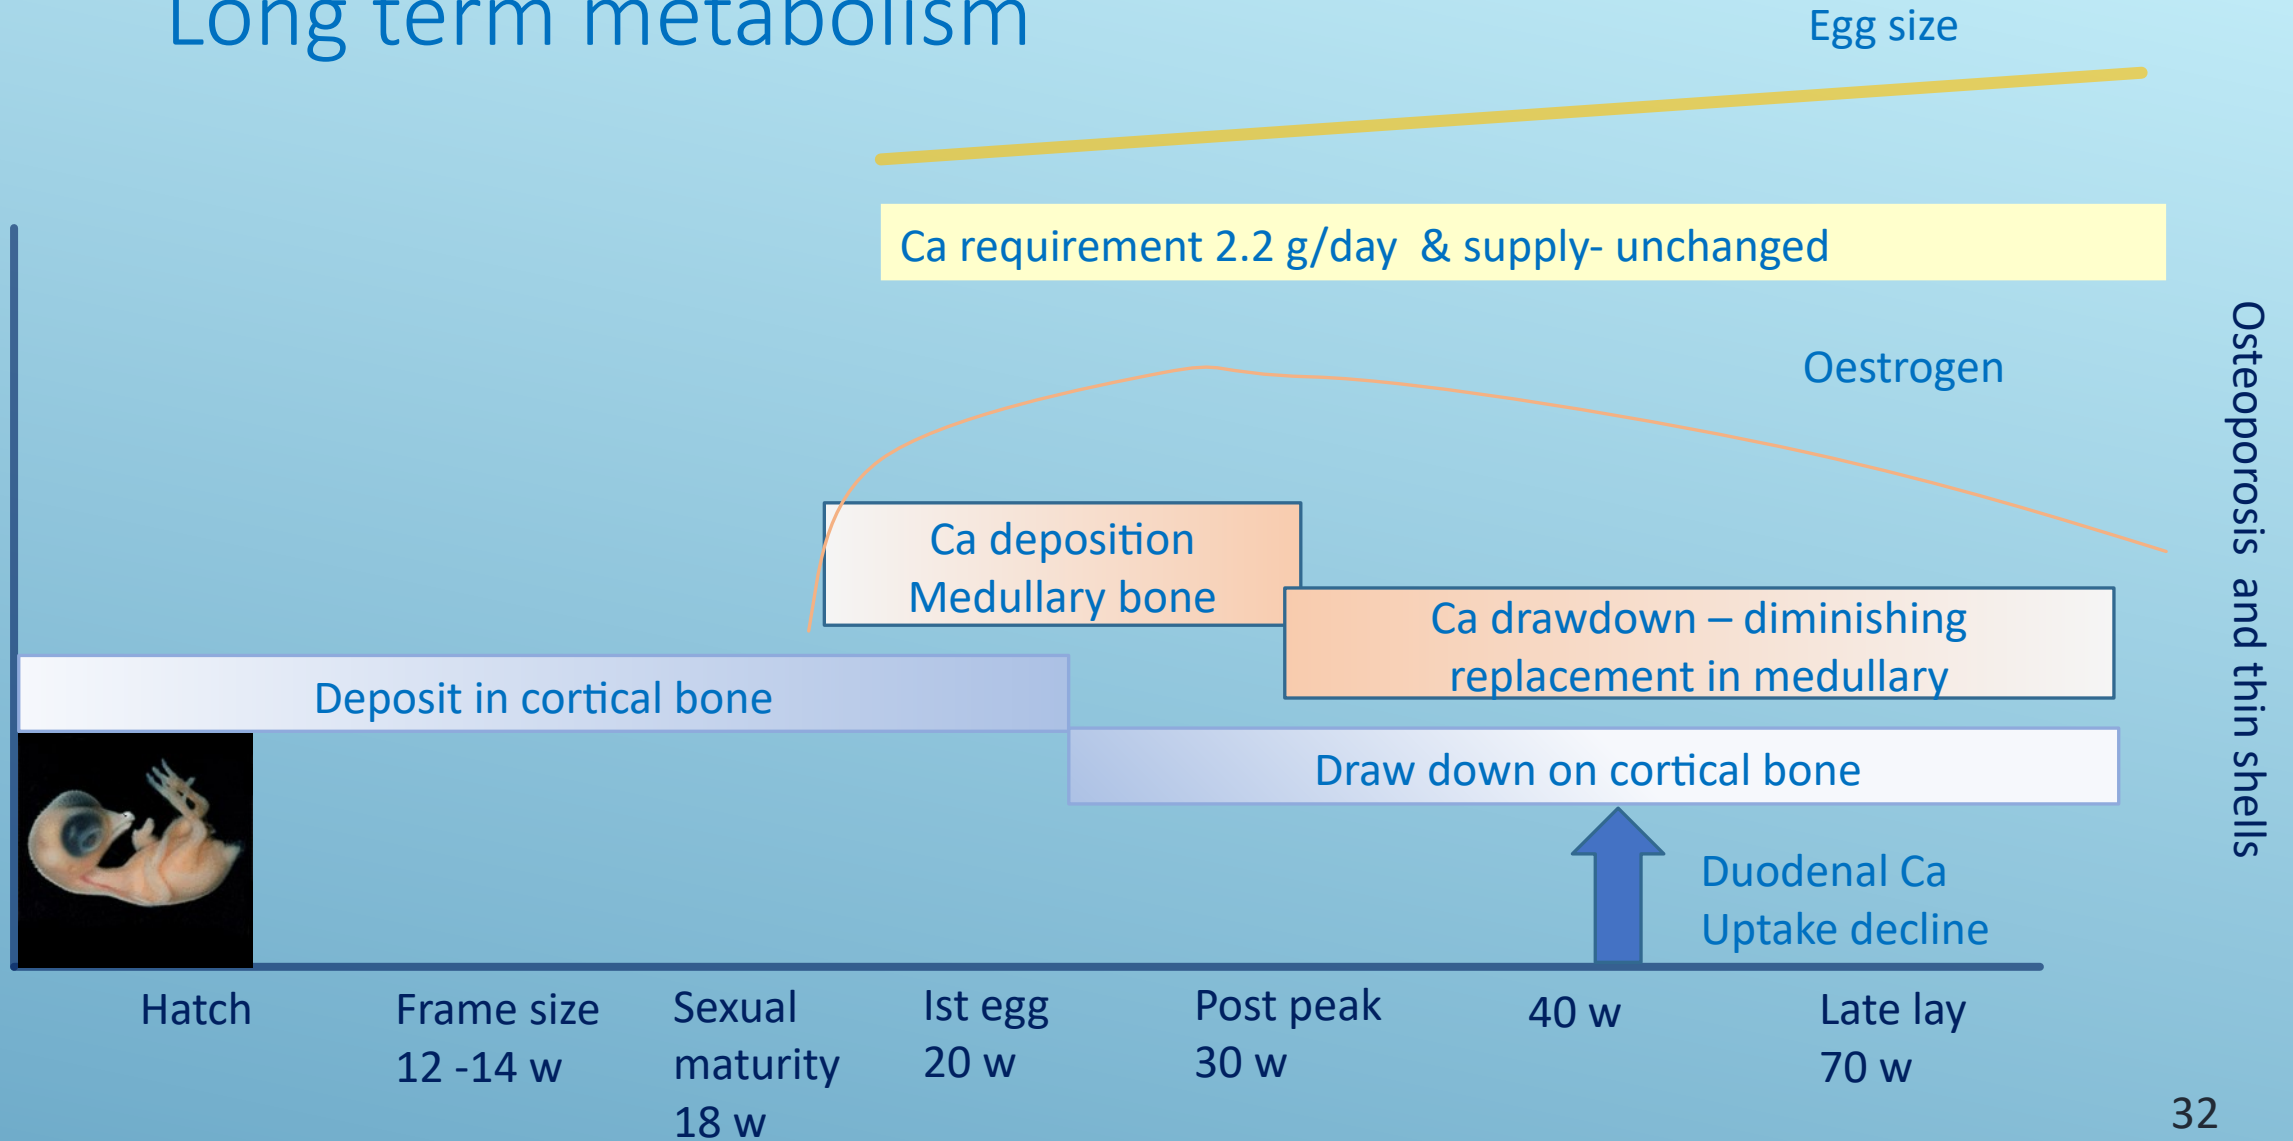 Long term metabolism
Egg size
Ca requirement 2.2 g/day & supply- unchanged
Oestrogen
Ca deposition
Medullary bone
Ca drawdown – diminishing
replacement in medullary
Deposit in cortical bone
Draw down on cortical bone
Duodenal Ca
Uptake decline
Osteoporosis and thin shells
Hatch
Frame size
12 -14 w
Sexual
maturity
18 w
Ist egg
20 w
Post peak
30 w
40 w
Late lay
70 w
32